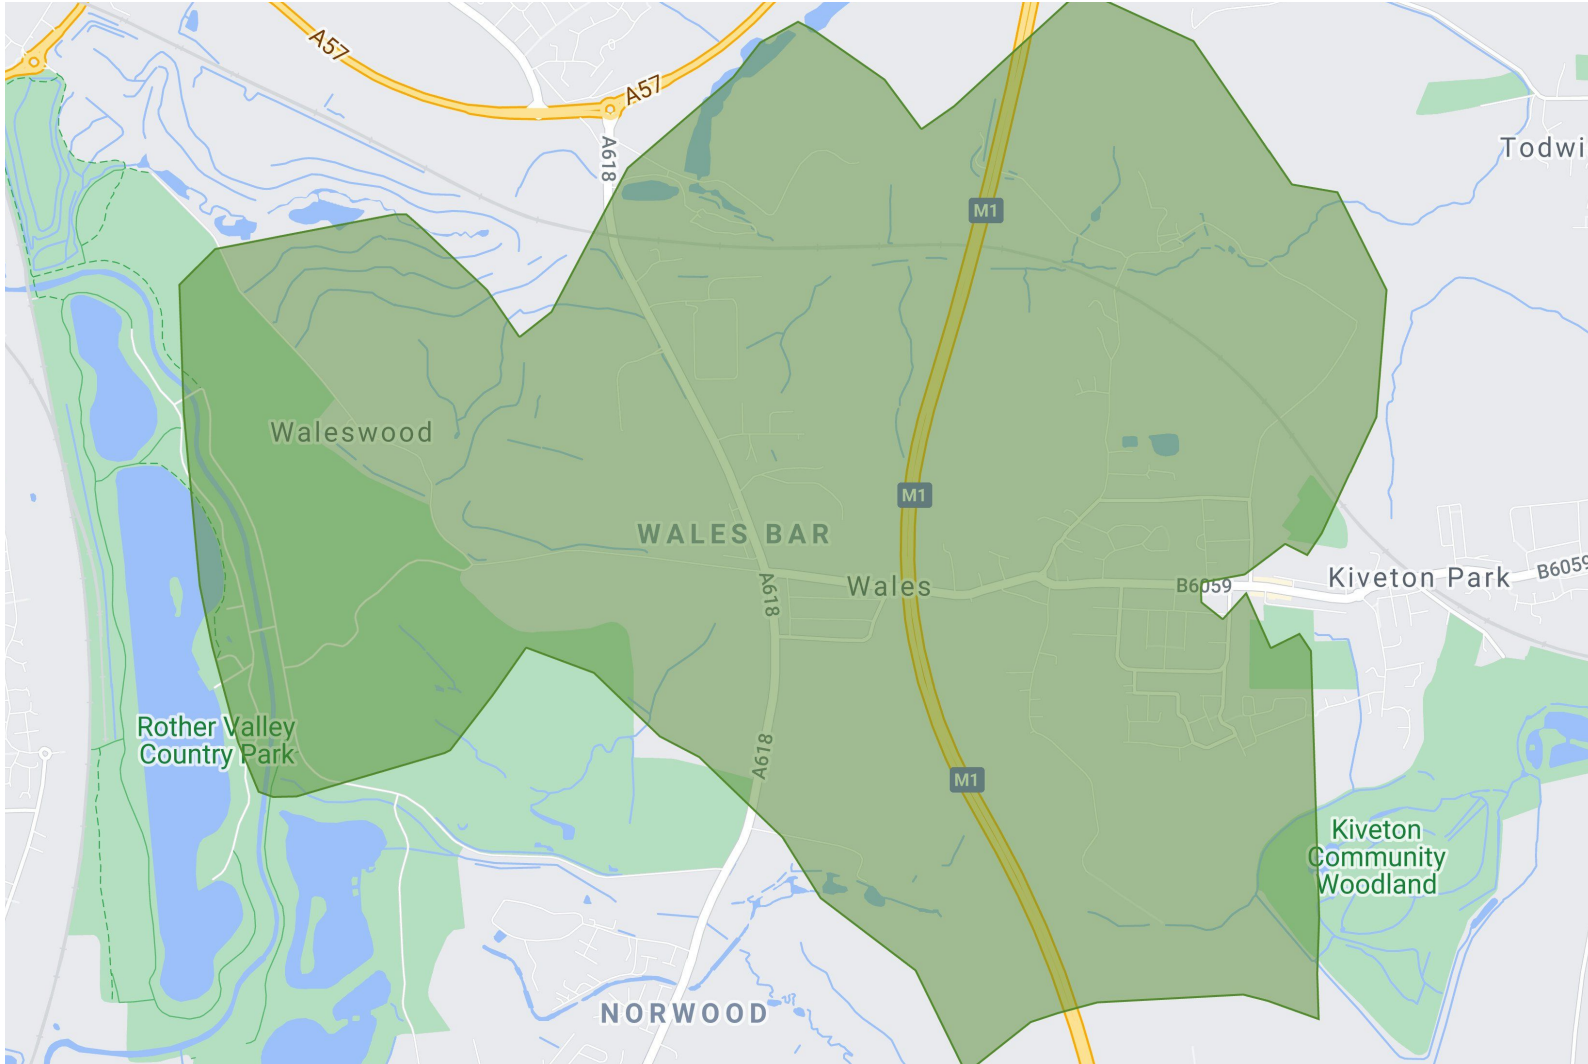 A57
A57
A618
Todwi
M1
Waleswood
M1
WALES BAR
Wales
A618
B6059
Kiveton Park
B6059
Rother Valley
Country Park
A618
M1
Kiveton
Community
Woodland
NORWOOD